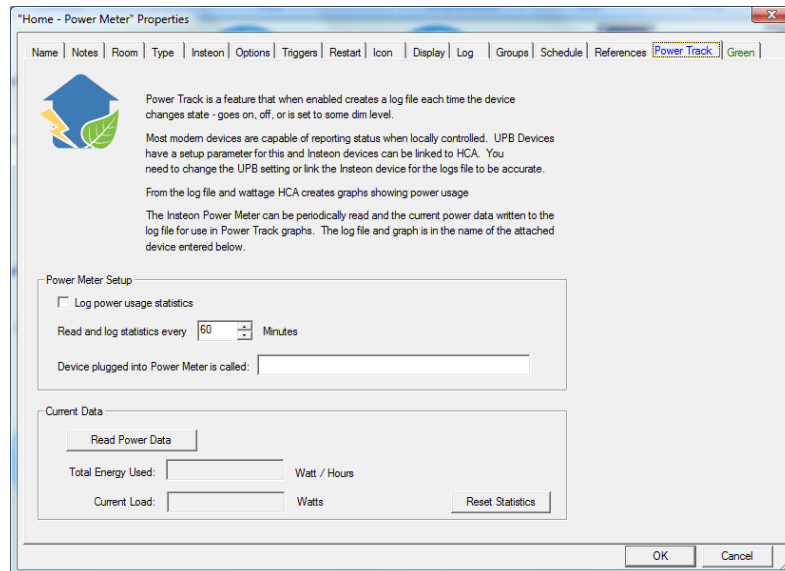 "Home - Power Meter" Properties
Name Notes Room Type Insteon Options Triggers Restart Icon Display Log Groups Schedule References Power Track Green
Power Track is a feature that when enabled creates a log file each time the device
changes state - goes on, off, or is set to some dim level.
Most modern devices are capable of reporting status when locally controlled. UPB Devices
have a setup parameter for this and Insteon devices can be linked to HCA. You
need to change the UPB setting or link the Insteon device for the logs file to be accurate.
From the log file and wattage HCA creates graphs showing power usage
The Insteon Power Meter can be periodically read and the current power data written to the
log file for use in Power Track graphs. The log file and graph is in the name of the attached
device entered below.
Power Meter Setup
Log power usage statistics
Read and log statistics every 60 Minutes
Device plugged into Power Meter is called:
Current Data
Read Power Data
Total Energy Used: Watt / Hours
Current Load: Watts Reset Statistics
OK Cancel